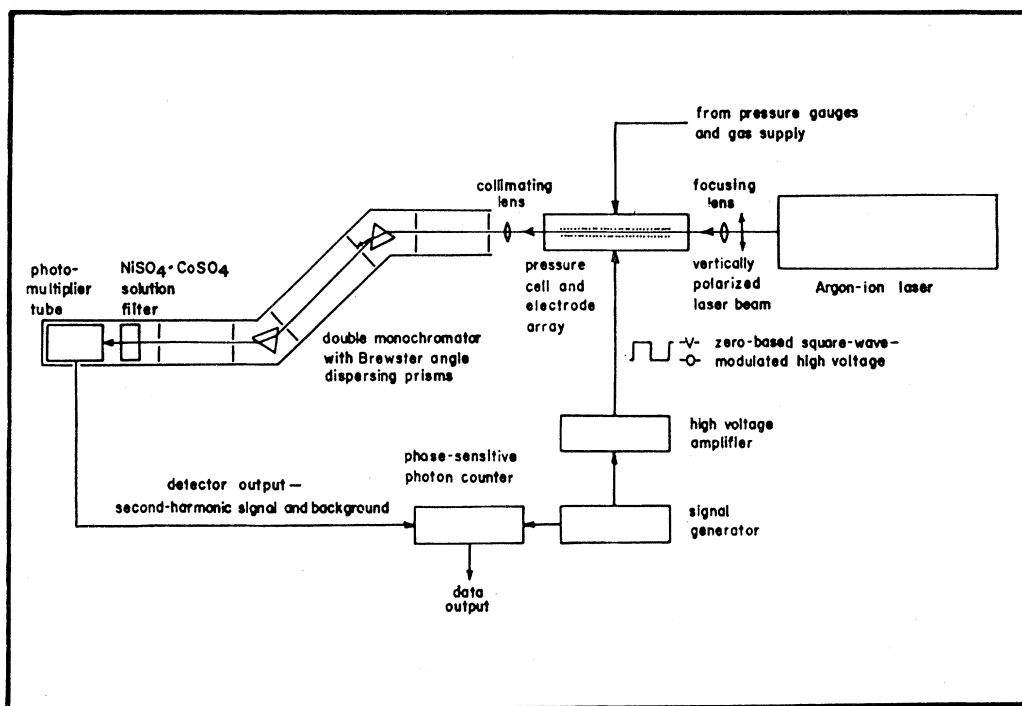 from pressure gauges
and gas supply
collimating
lens
focusing
lens
photo-
multiplier
tube
NiSO4·CoSO4
solution
filter
pressure
cell and
electrode
array
vertically
polarized
laser beam
Argon-ion laser
double monochromator
with Brewster angle
dispersing prisms
-V- zero-based square-wave-
-O- modulated high voltage
high voltage
amplifier
phase-sensitive
photon counter
detector output—
second-harmonic signal and background
signal
generator
data
output